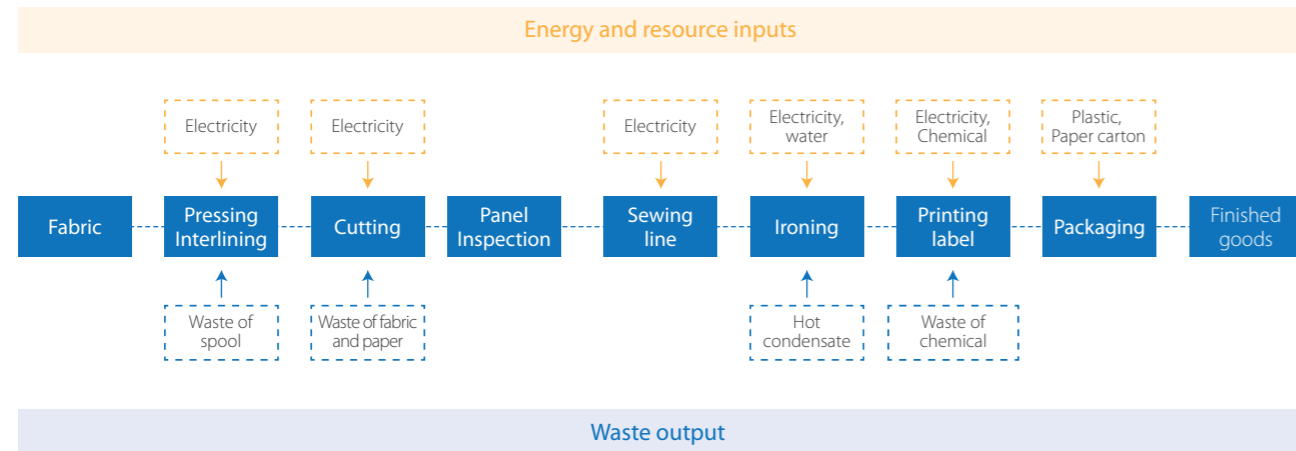 Energy and resource inputs
Electricity
Electricity
Electricity
Electricity,
water
Electricity,
Chemical
Plastic,
Paper carton
Fabric
Pressing
Interlining
Cutting
Panel
Inspection
Sewing
line
Ironing
Printing
label
Packaging
Finished
goods
Waste of
spool
Waste of fabric
and paper
Hot
condensate
Waste of
chemical
Waste output